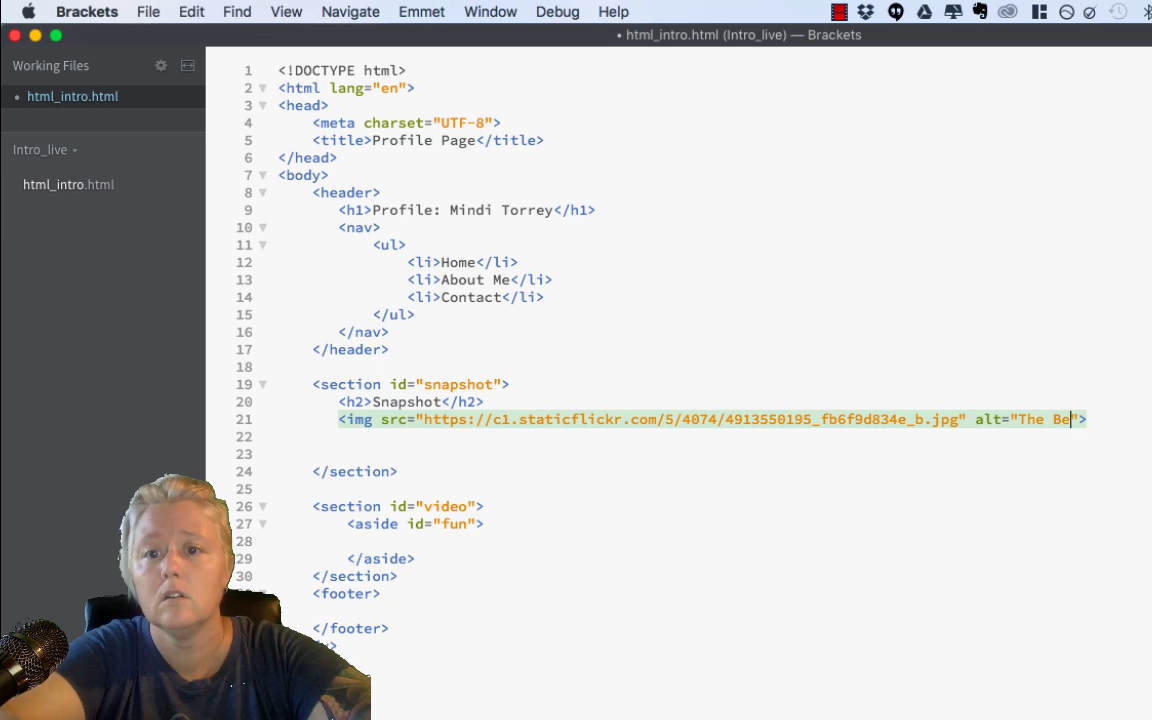 Brackets File Edit Find View Navigate Emmet Window Debug Help
• html_intro.html (Intro_live) — Brackets
Working Files
• html_intro.html
Intro_live
html_intro.html
1 <!DOCTYPE html>
2 <html lang="en">
3 <head>
4 <meta charset="UTF-8">
5 <title>Profile Page</title>
6 </head>
7 <body>
8 <header>
9 <h1>Profile: Mindi Torrey</h1>
10 <nav>
11 <ul>
12 <li>Home</li>
13 <li>About Me</li>
14 <li>Contact</li>
15 </ul>
16 </nav>
17 </header>
18
19 <section id="snapshot">
20 <h2>Snapshot</h2>
21 <img src="https://c1.staticflickr.com/5/4074/4913550195_fb6f9d834e_b.jpg" alt="The Be">
22
23
24 </section>
25
26 <section id="video">
27 <aside id="fun">
28
29 </aside>
30 </section>
<footer>
</footer>